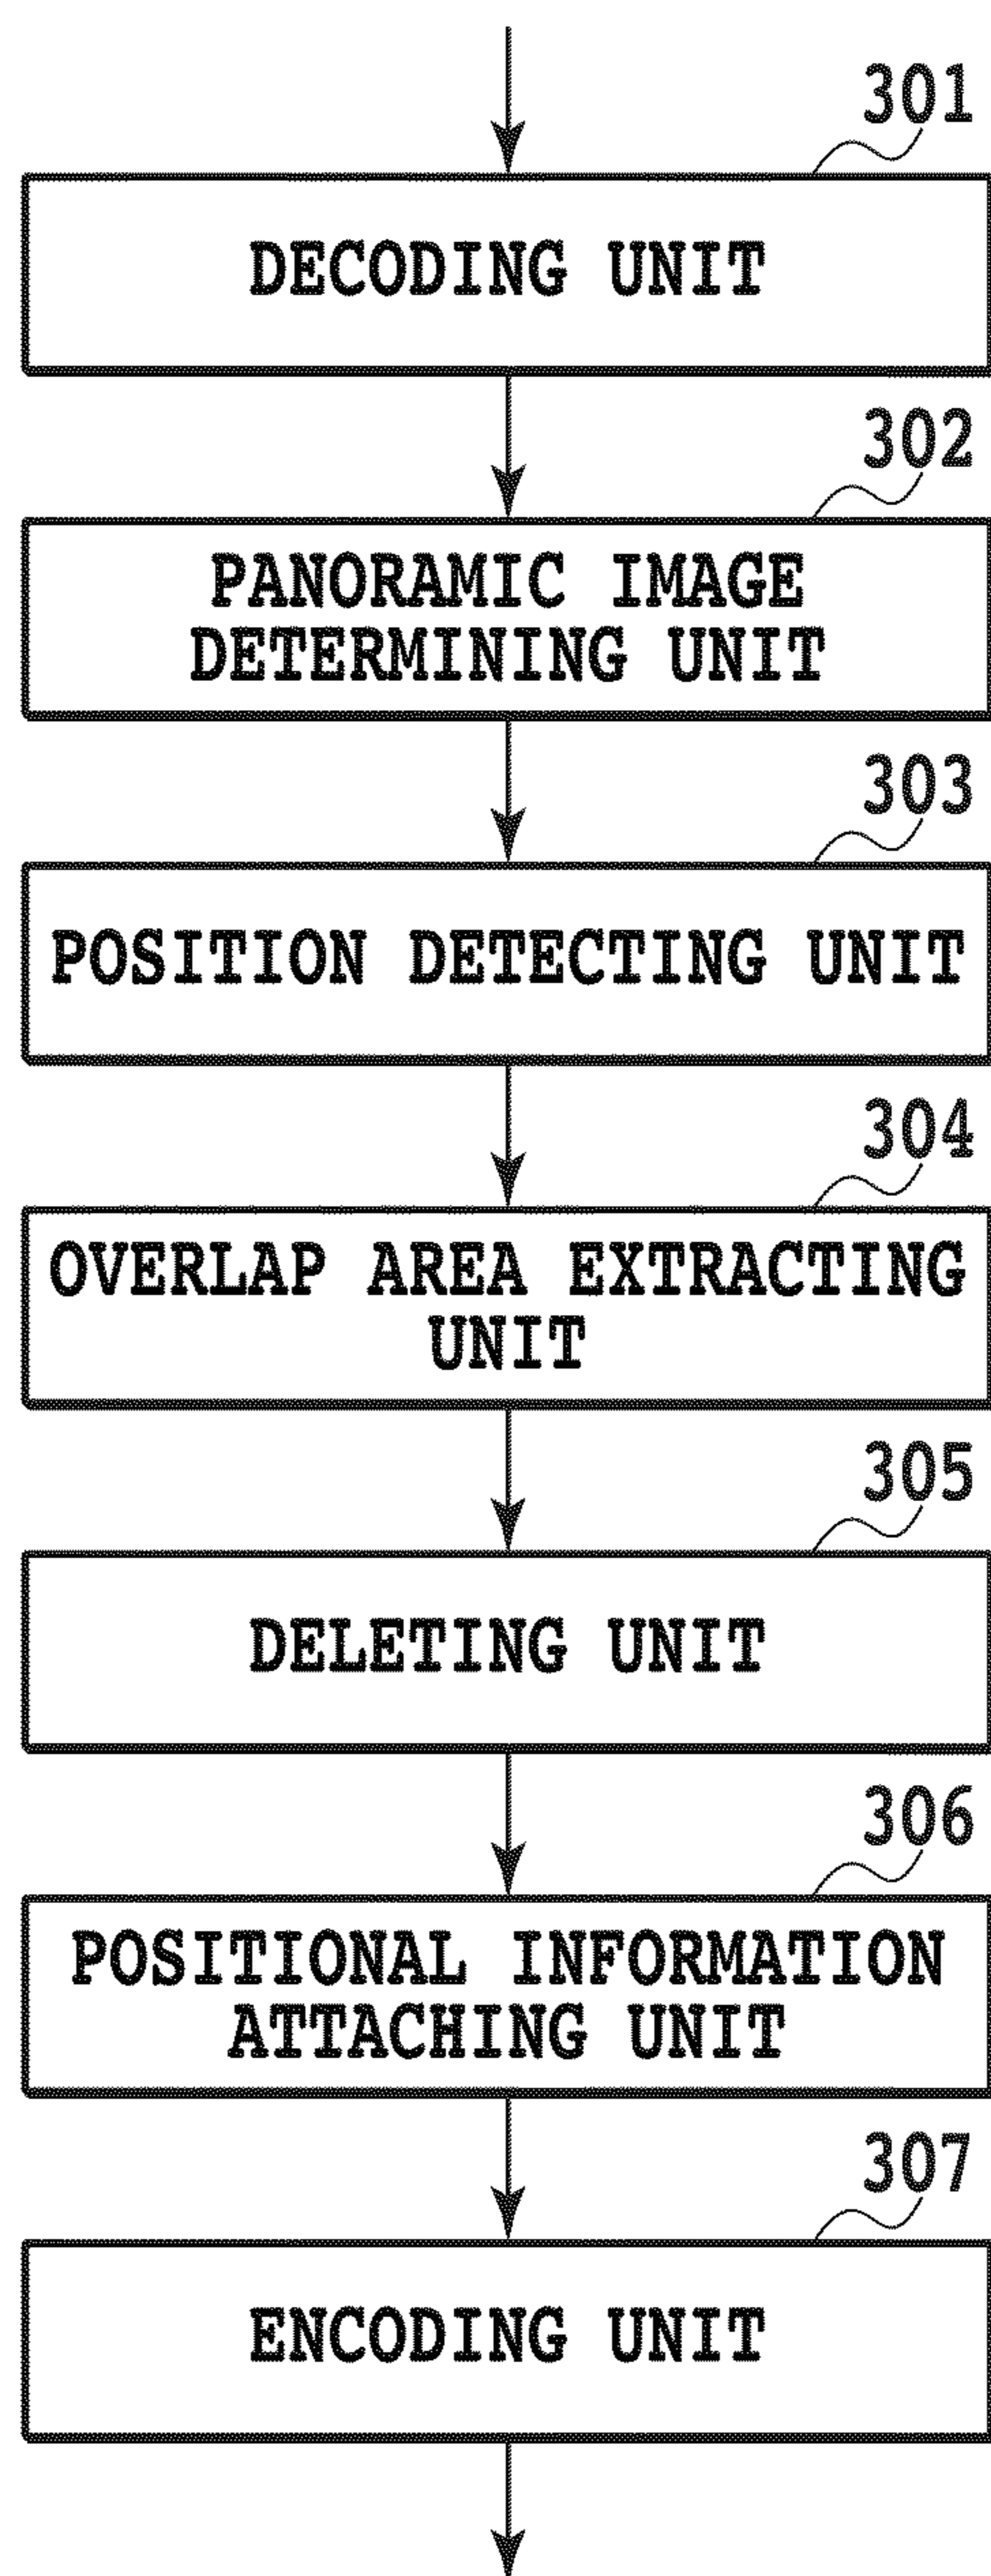 301
DECODING UNIT
302
PANORAMIC IMAGE
DETERMINING UNIT
303
POSITION DETECTING UNIT
304
OVERLAP AREA EXTRACTING
UNIT
305
DELETING UNIT
306
POSITIONAL INFORMATION
ATTACHING UNIT
307
ENCODING UNIT